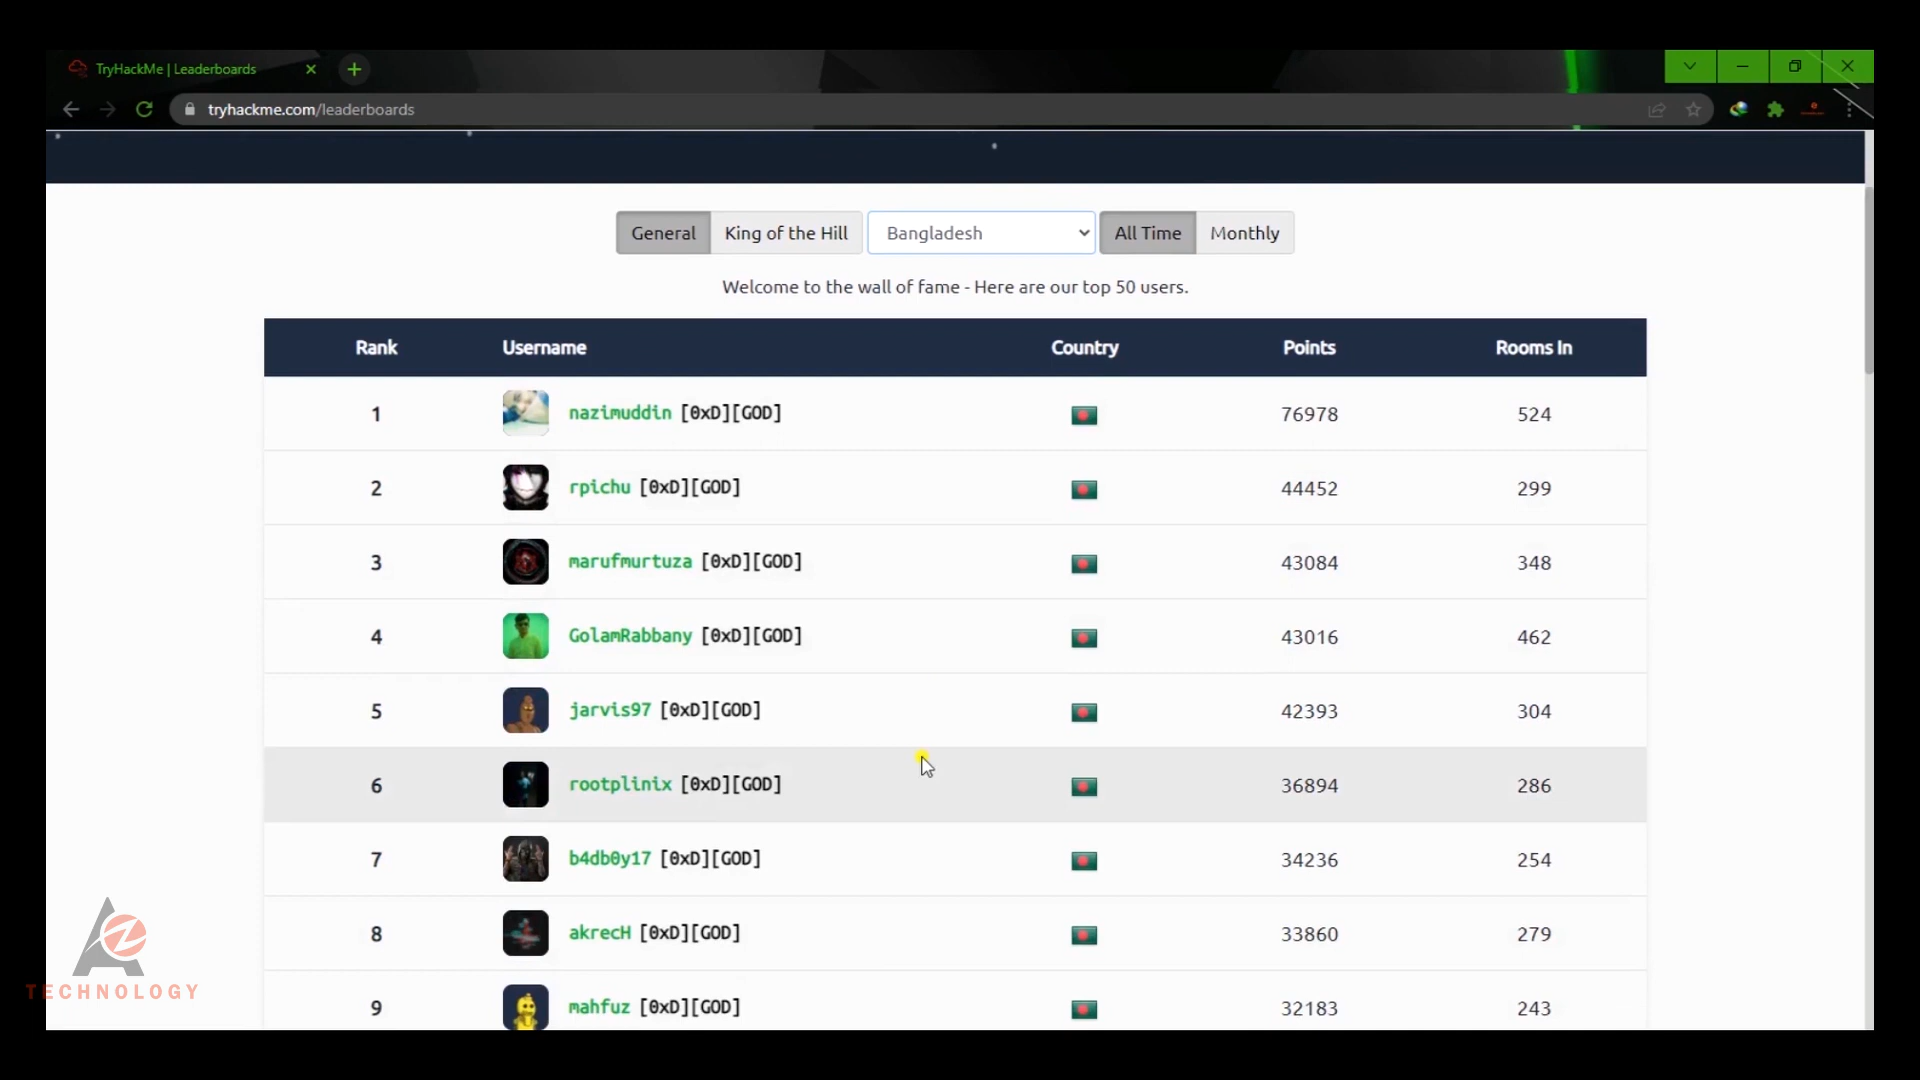 TryHackMe | Leaderboards
tryhackme.com/leaderboards
General King of the Hill Bangladesh All Time Monthly
Welcome to the wall of fame - Here are our top 50 users.
Rank Username Country Points Rooms In
1 nazimuddin [0xD][GOD] 76978 524
2 rpichu [0xD][GOD] 44452 299
3 marufmurtuza [0xD][GOD] 43084 348
4 GolamRabbany [0xD][GOD] 43016 462
5 jarvis97 [0xD][GOD] 42393 304
6 rootplinix [0xD][GOD] 36894 286
7 b4db0y17 [0xD][GOD] 34236 254
8 akrecH [0xD][GOD] 33860 279
9 mahfuz [0xD][GOD] 32183 243
TECHNOLOGY